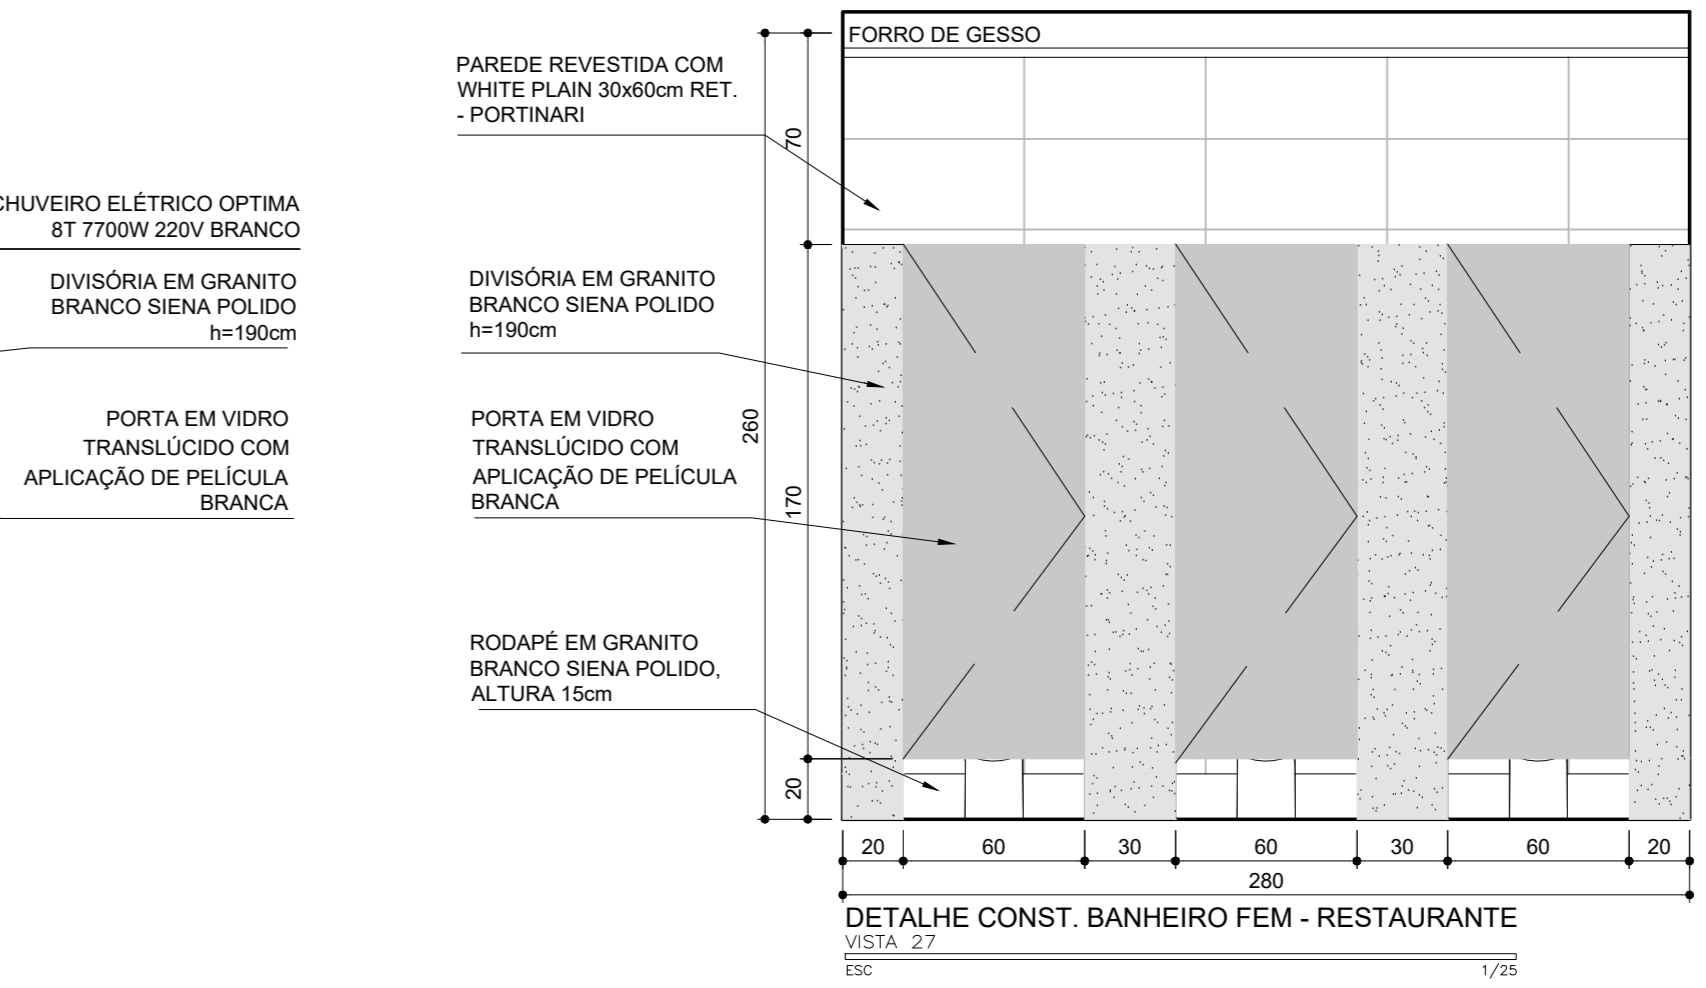 FORRO DE GESSO
PAREDE REVESTIDA COM
WHITE PLAIN 30x60cm RET.
- PORTINARI
70
CHUVEIRO ELÉTRICO OPTIMA
8T 7700W 220V BRANCO
DIVISÓRIA EM GRANITO
BRANCO SIENA POLIDO
h=190cm
PORTA EM VIDRO
TRANSLÚCIDO COM
APLICAÇÃO DE PELÍCULA
BRANCA
DIVISÓRIA EM GRANITO
BRANCO SIENA POLIDO
h=190cm
PORTA EM VIDRO
TRANSLÚCIDO COM
APLICAÇÃO DE PELÍCULA
BRANCA
260
170
RODAPÉ EM GRANITO
BRANCO SIENA POLIDO,
ALTURA 15cm
20
20 60 30 60 30 60 20
280
DETALHE CONST. BANHEIRO FEM - RESTAURANTE
VISTA 27
ESC 1/25